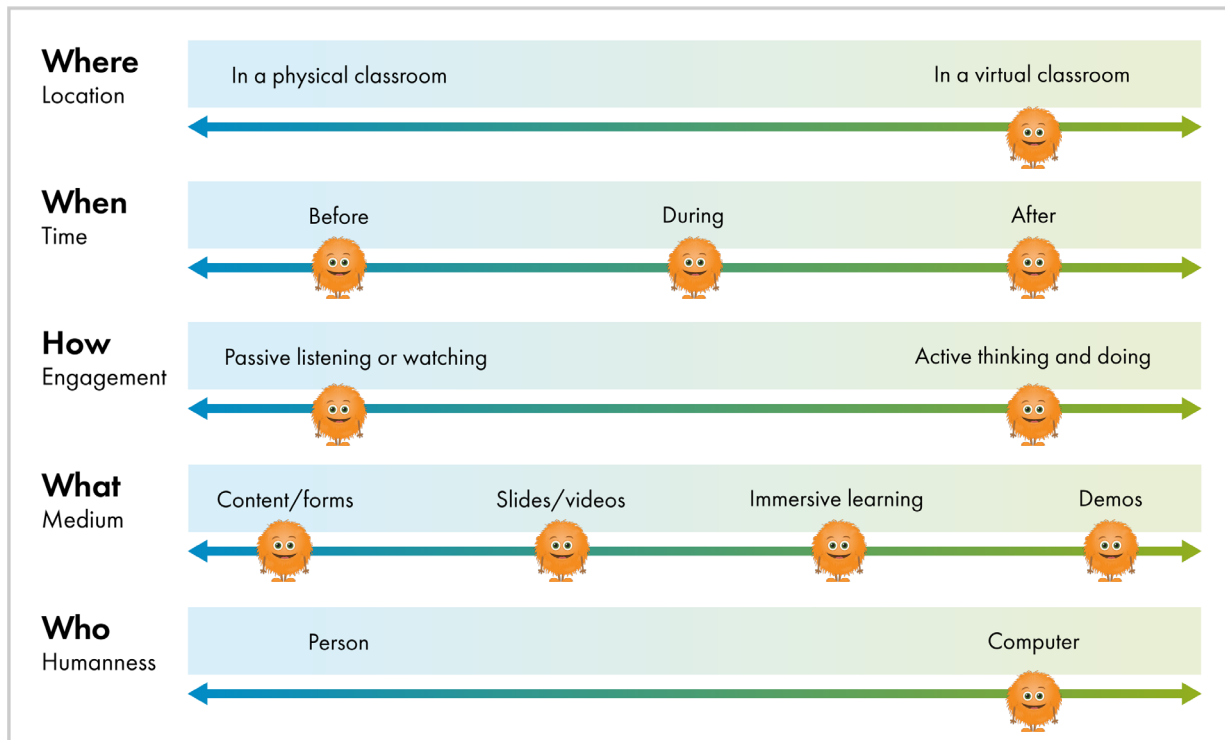 Where
Location
In a physical classroom
In a virtual classroom
When
Time
Before
During
After
How
Engagement
Passive listening or watching
Active thinking and doing
What
Medium
Content/forms
Slides/videos
Immersive learning
Demos
Who
Humanness
Person
Computer